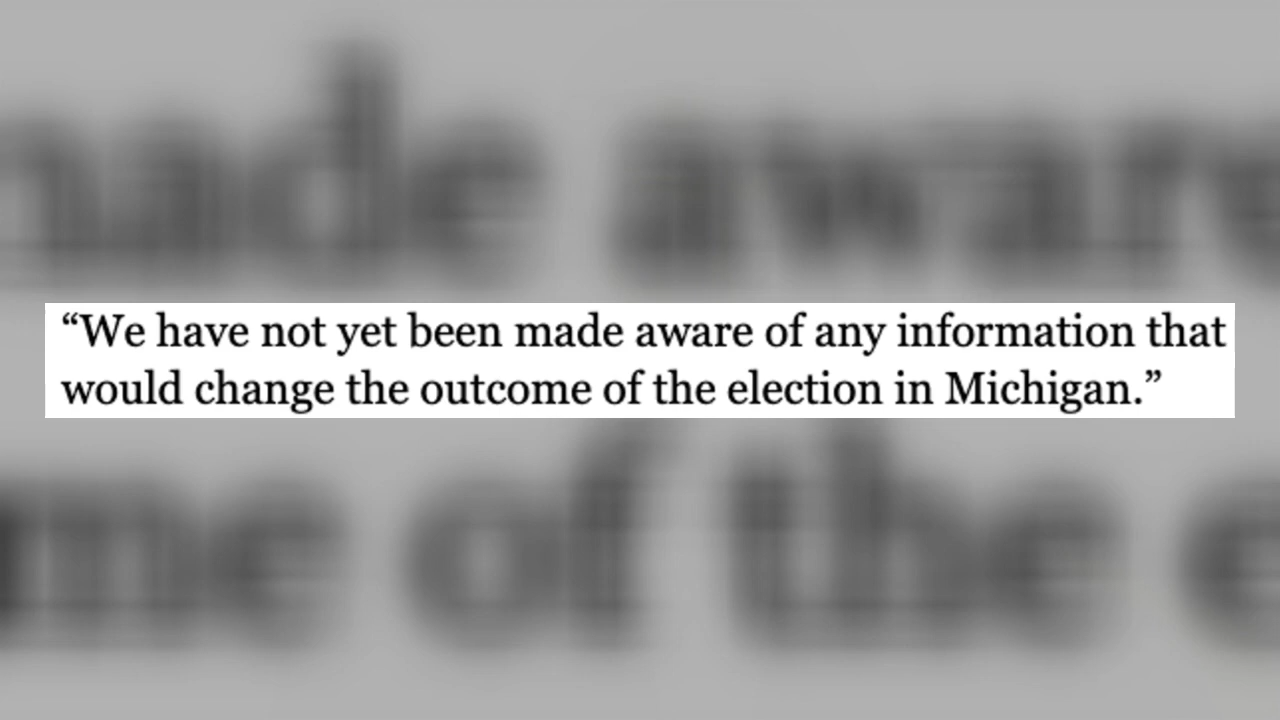 “We have not yet been made aware of any information that
would change the outcome of the election in Michigan.”